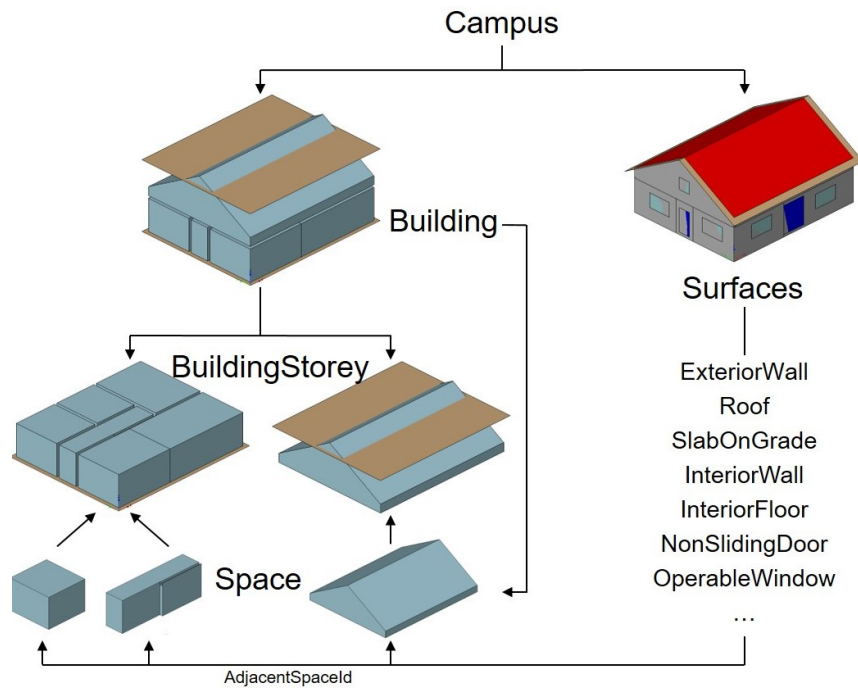 Campus
Building
Surfaces
BuildingStorey
ExteriorWall
Roof
SlabOnGrade
InteriorWall
InteriorFloor
NonSlidingDoor
OperableWindow
...
Space
AdjacentSpaceId